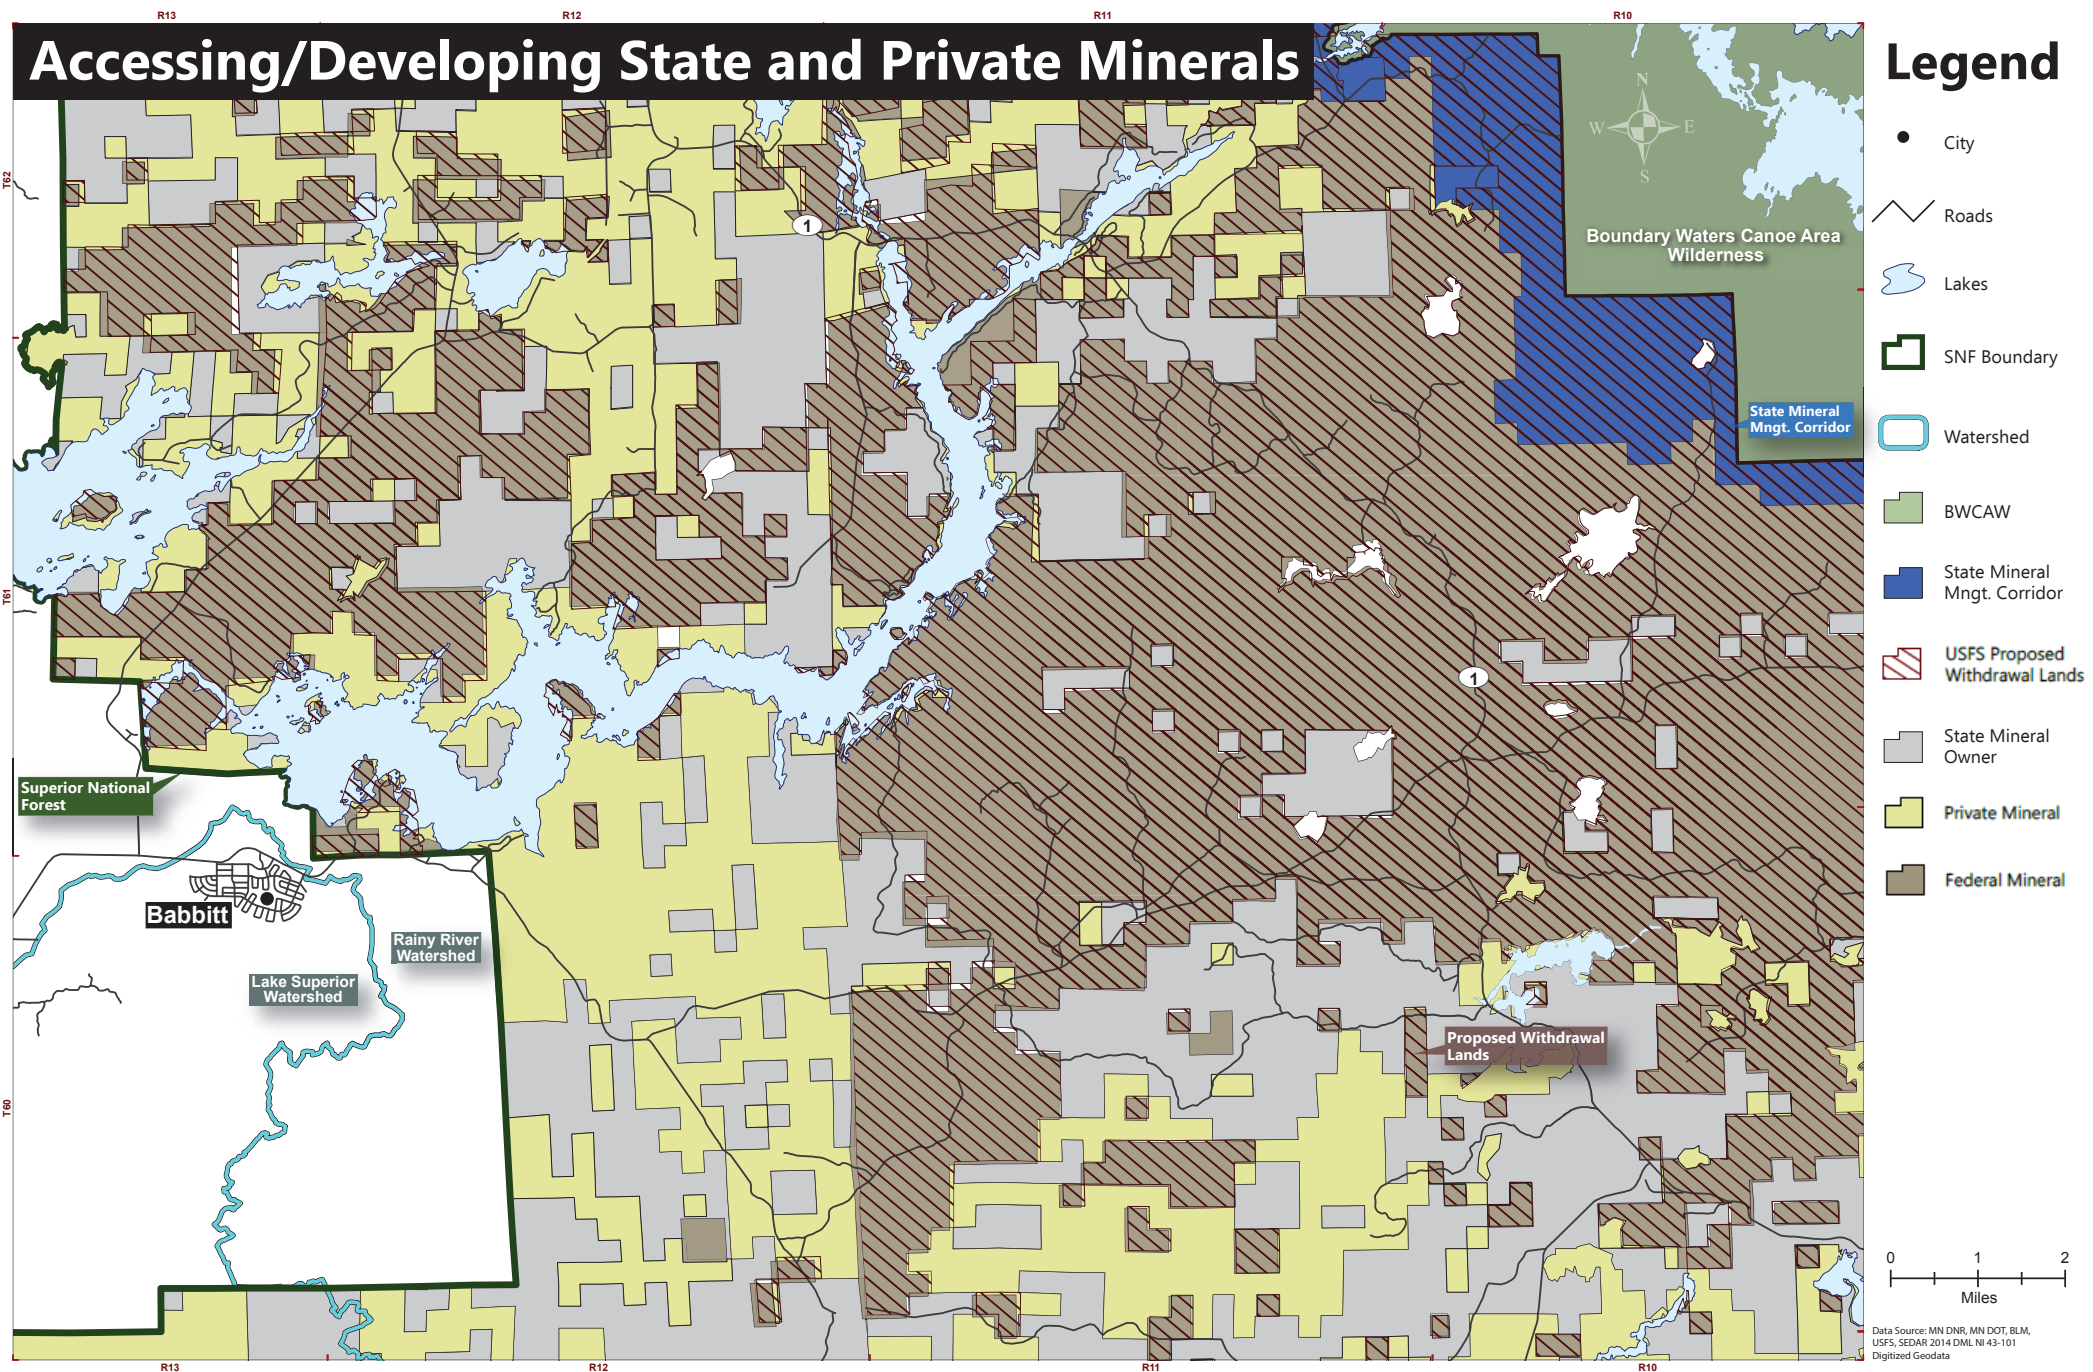 R13
R12
R11
R10
Accessing/Developing State and Private Minerals
Legend
City
Roads
Lakes
SNF Boundary
Watershed
BWCAW
State Mineral
Mngt. Corridor
USFS Proposed
Withdrawal Lands
State Mineral
Owner
Private Mineral
Federal Mineral
N
W
E
S
Boundary Waters Canoe Area
Wilderness
State Mineral
Mngt. Corridor
T62
T61
T60
1
1
Superior National
Forest
Babbitt
Rainy River
Watershed
Lake Superior
Watershed
Proposed Withdrawal
Lands
0
1
2
Miles
Data Source: MN DNR, MN DOT, BLM,
USFS, SEDAR 2014 DML NI 43-101
Digitized Geodata
R13
R12
R11
R10